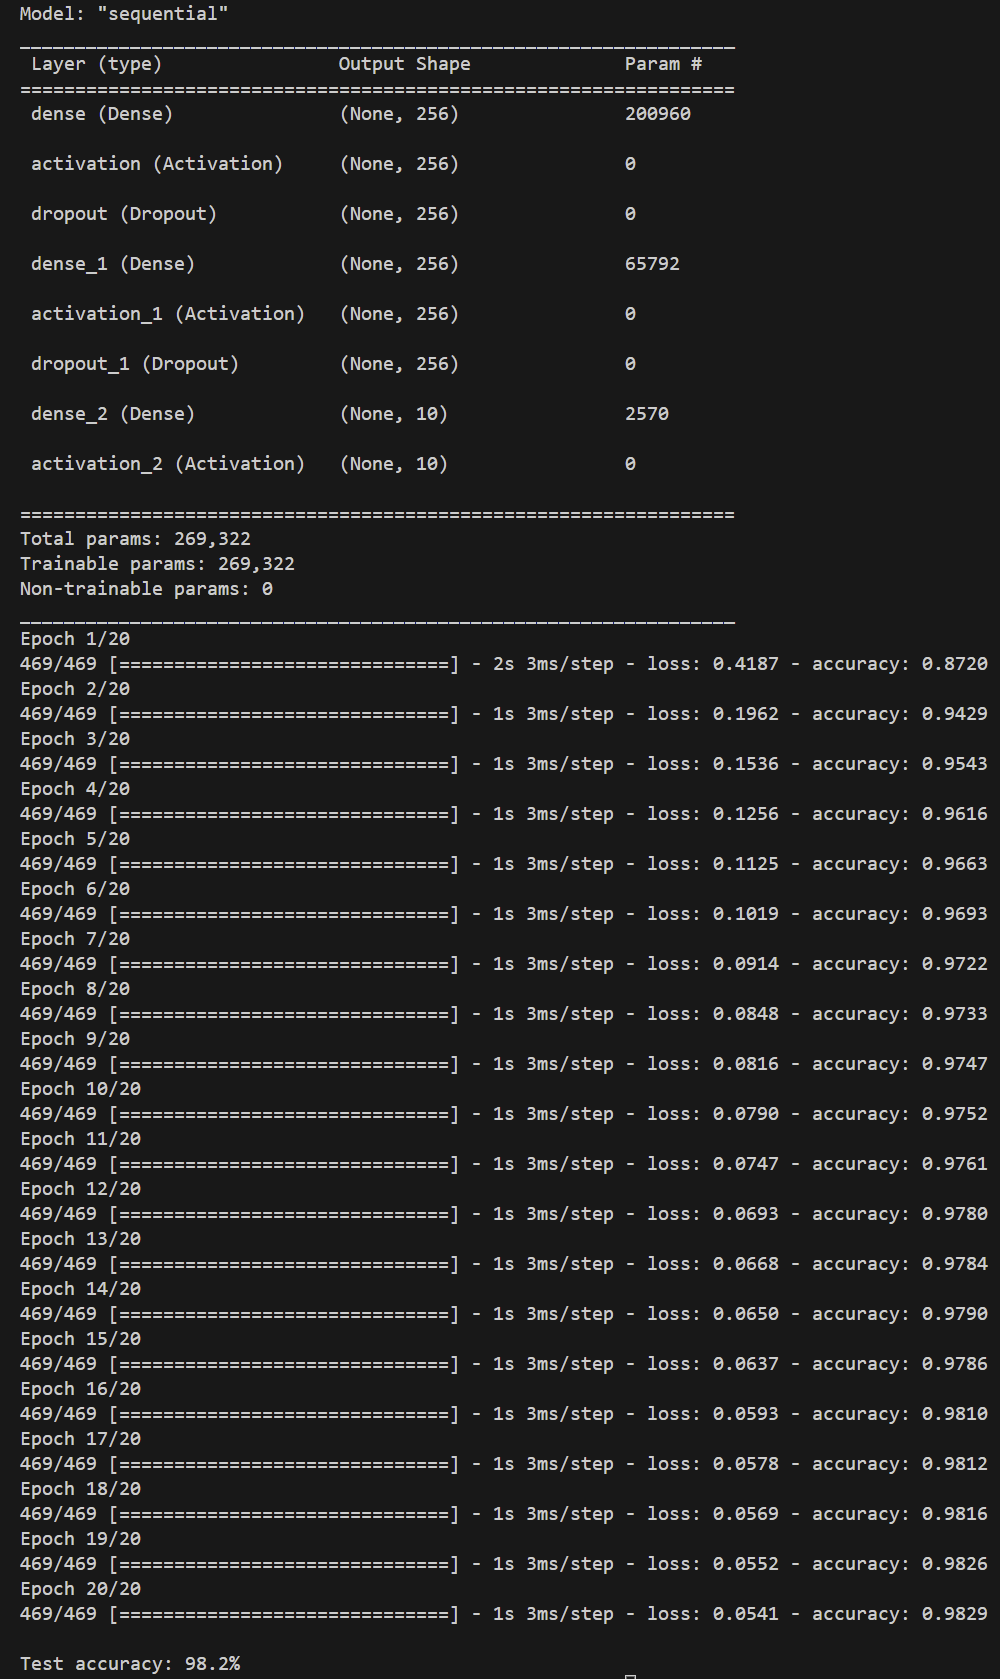 Model: "sequential"
_________________________________________________________________
 Layer (type)                Output Shape              Param #
=================================================================
 dense (Dense)               (None, 256)               200960

 activation (Activation)     (None, 256)               0

 dropout (Dropout)           (None, 256)               0

 dense_1 (Dense)             (None, 256)               65792

 activation_1 (Activation)   (None, 256)               0

 dropout_1 (Dropout)         (None, 256)               0

 dense_2 (Dense)             (None, 10)                2570

 activation_2 (Activation)   (None, 10)                0

=================================================================
Total params: 269,322
Trainable params: 269,322
Non-trainable params: 0
_________________________________________________________________
Epoch 1/20
469/469 [==============================] - 2s 3ms/step - loss: 0.4187 - accuracy: 0.8720
Epoch 2/20
469/469 [==============================] - 1s 3ms/step - loss: 0.1962 - accuracy: 0.9429
Epoch 3/20
469/469 [==============================] - 1s 3ms/step - loss: 0.1536 - accuracy: 0.9543
Epoch 4/20
469/469 [==============================] - 1s 3ms/step - loss: 0.1256 - accuracy: 0.9616
Epoch 5/20
469/469 [==============================] - 1s 3ms/step - loss: 0.1125 - accuracy: 0.9663
Epoch 6/20
469/469 [==============================] - 1s 3ms/step - loss: 0.1019 - accuracy: 0.9693
Epoch 7/20
469/469 [==============================] - 1s 3ms/step - loss: 0.0914 - accuracy: 0.9722
Epoch 8/20
469/469 [==============================] - 1s 3ms/step - loss: 0.0848 - accuracy: 0.9733
Epoch 9/20
469/469 [==============================] - 1s 3ms/step - loss: 0.0816 - accuracy: 0.9747
Epoch 10/20
469/469 [==============================] - 1s 3ms/step - loss: 0.0790 - accuracy: 0.9752
Epoch 11/20
469/469 [==============================] - 1s 3ms/step - loss: 0.0747 - accuracy: 0.9761
Epoch 12/20
469/469 [==============================] - 1s 3ms/step - loss: 0.0693 - accuracy: 0.9780
Epoch 13/20
469/469 [==============================] - 1s 3ms/step - loss: 0.0668 - accuracy: 0.9784
Epoch 14/20
469/469 [==============================] - 1s 3ms/step - loss: 0.0650 - accuracy: 0.9790
Epoch 15/20
469/469 [==============================] - 1s 3ms/step - loss: 0.0637 - accuracy: 0.9786
Epoch 16/20
469/469 [==============================] - 1s 3ms/step - loss: 0.0593 - accuracy: 0.9810
Epoch 17/20
469/469 [==============================] - 1s 3ms/step - loss: 0.0578 - accuracy: 0.9812
Epoch 18/20
469/469 [==============================] - 1s 3ms/step - loss: 0.0569 - accuracy: 0.9816
Epoch 19/20
469/469 [==============================] - 1s 3ms/step - loss: 0.0552 - accuracy: 0.9826
Epoch 20/20
469/469 [==============================] - 1s 3ms/step - loss: 0.0541 - accuracy: 0.9829

Test accuracy: 98.2%